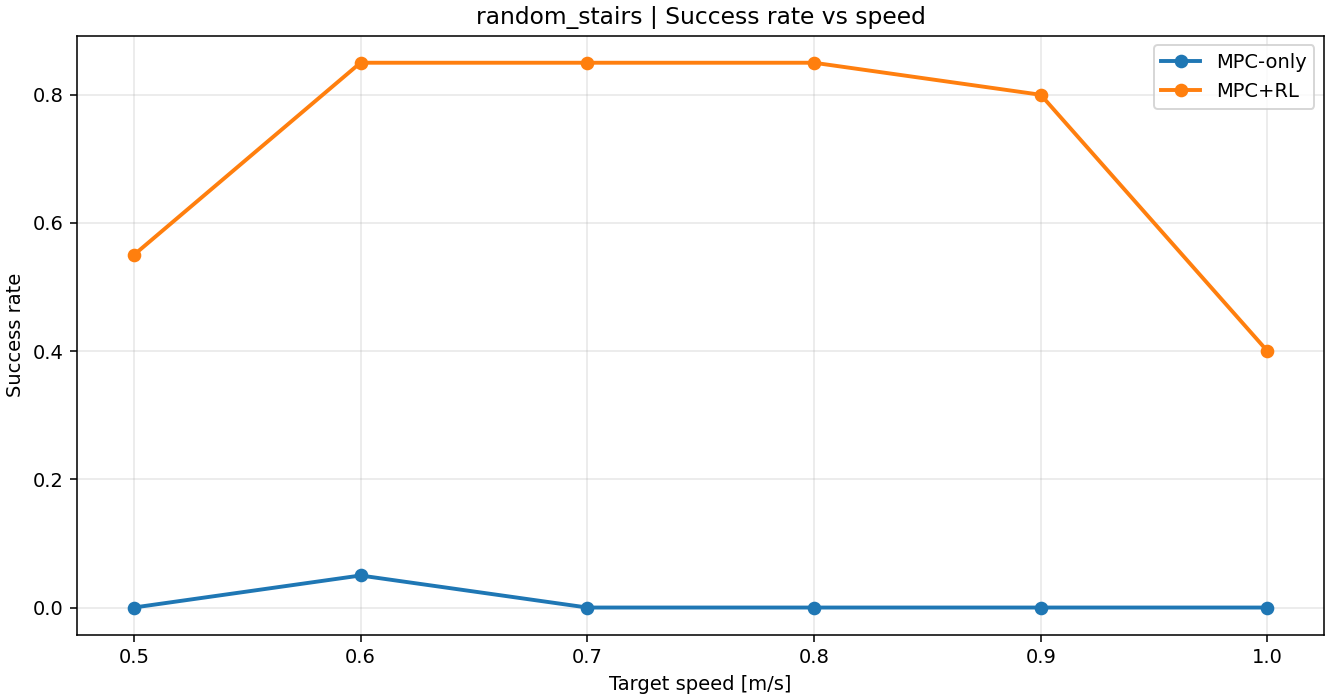 random_stairs | Success rate vs speed
MPC-only
MPC+RL
Success rate
0.8
0.6
0.4
0.2
0.0
0.5 0.6 0.7 0.8 0.9 1.0
Target speed [m/s]